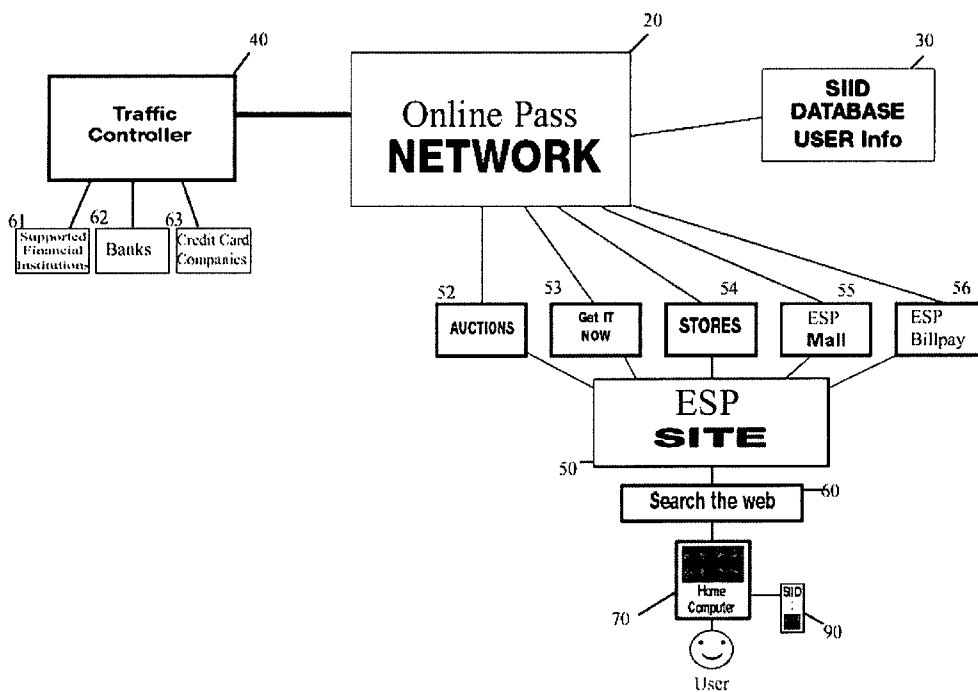 20
40
30
Traffic
Controller
Online Pass
NETWORK
SIID
DATABASE
USER Info
61
62
63
Supported
Financial
Institutions
Banks
Credit Card
Companies
52
53
54
55
56
AUCTIONS
Get IT
NOW
STORES
ESP
Mall
ESP
Billpay
ESP
SITE
50
Search the web
60
Home
Computer
SIID
70
90
User